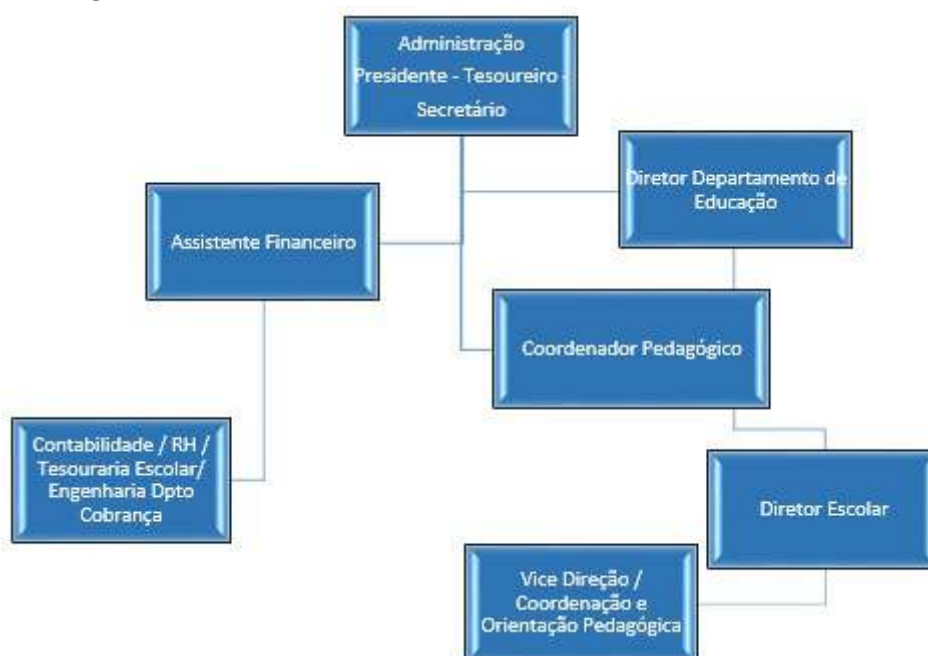 Administração
Presidente - Tesoureiro -
Secretário
Diretor Departamento de
Educação
Assistente Financeiro
Coordenador Pedagógico
Contabilidade / RH /
Tesouraria Escolar/
Engenharia Dpto
Cobrança
Diretor Escolar
Vice Direção /
Coordenação e
Orientação Pedagógica